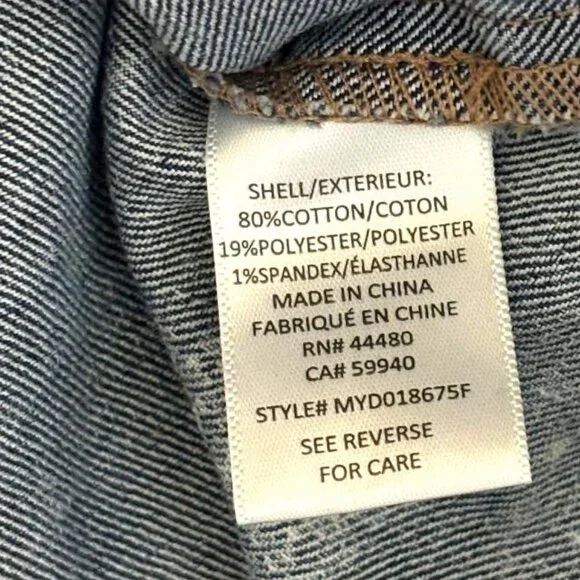 SHELL/EXTERIEUR:
80%COTTON/COTON
19%POLYESTER/POLYESTER
1%SPANDEX/ÉLASTHANNE
MADE IN CHINA
FABRIQUÉ EN CHINE
RN# 44480
CA# 59940
STYLE# MYD018675F
SEE REVERSE
FOR CARE